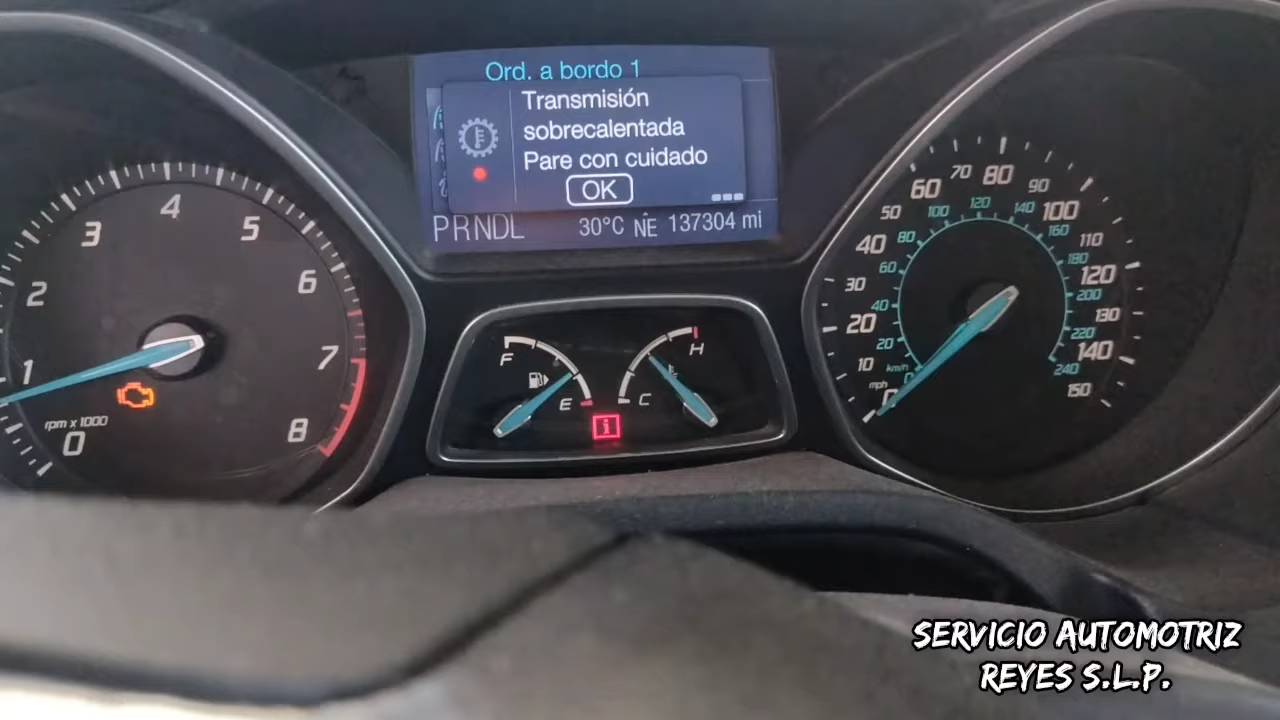 Ord. a bordo 1
Transmisión
sobrecalentada
Pare con cuidado
OK
PRNDL 30°C NE 137304 mi
0 1 2 3 4 5 6 7 8
rpm x 1000
F E
C H
i
0 10 20 30 40 50 60 70 80 90 100 110 120 130 140 150
mph
0 20 40 60 80 100 120 140 160 180 200 220 240
km/h
SERVICIO AUTOMOTRIZ
REYES S.L.P.